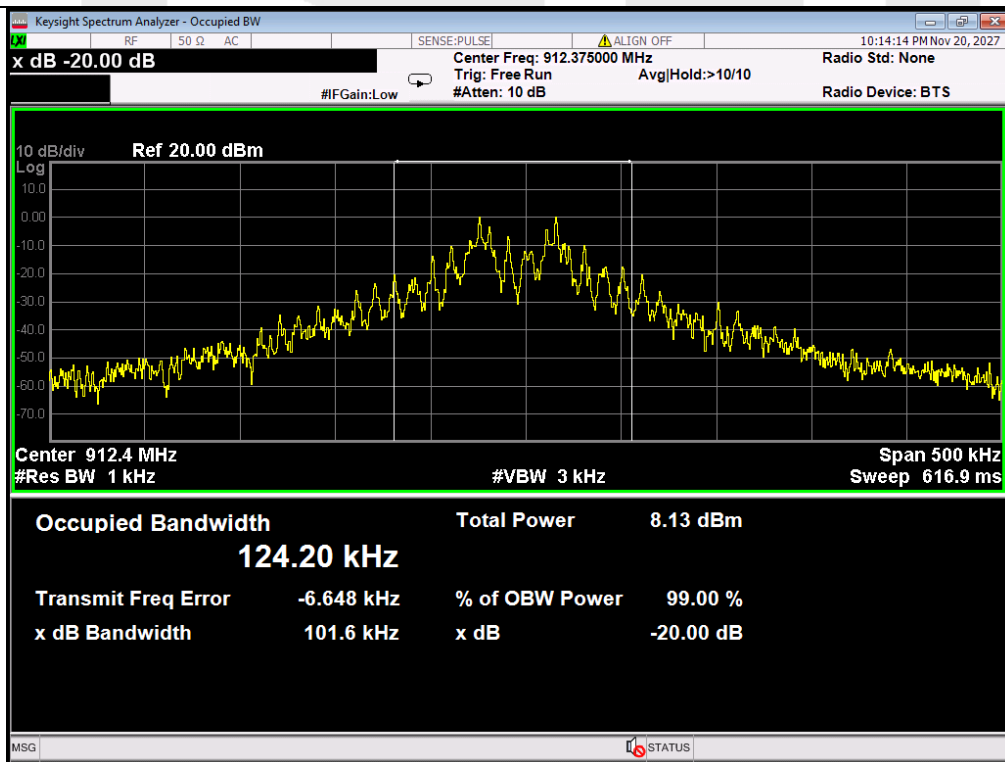 Keysight Spectrum Analyzer - Occupied BW
LXI RF 50 Ω AC SENSE:PULSE ALIGN OFF 10:14:14 PM Nov 20, 2027
x dB -20.00 dB Center Freq: 912.375000 MHz Radio Std: None
Trig: Free Run Avg|Hold:>10/10
#IFGain:Low #Atten: 10 dB Radio Device: BTS
10 dB/div Ref 20.00 dBm
Log
10.0
0.00
-10.0
-20.0
-30.0
-40.0
-50.0
-60.0
-70.0
Center 912.4 MHz Span 500 kHz
#Res BW 1 kHz #VBW 3 kHz Sweep 616.9 ms
Occupied Bandwidth Total Power 8.13 dBm
124.20 kHz
Transmit Freq Error -6.648 kHz % of OBW Power 99.00 %
x dB Bandwidth 101.6 kHz x dB -20.00 dB
MSG STATUS